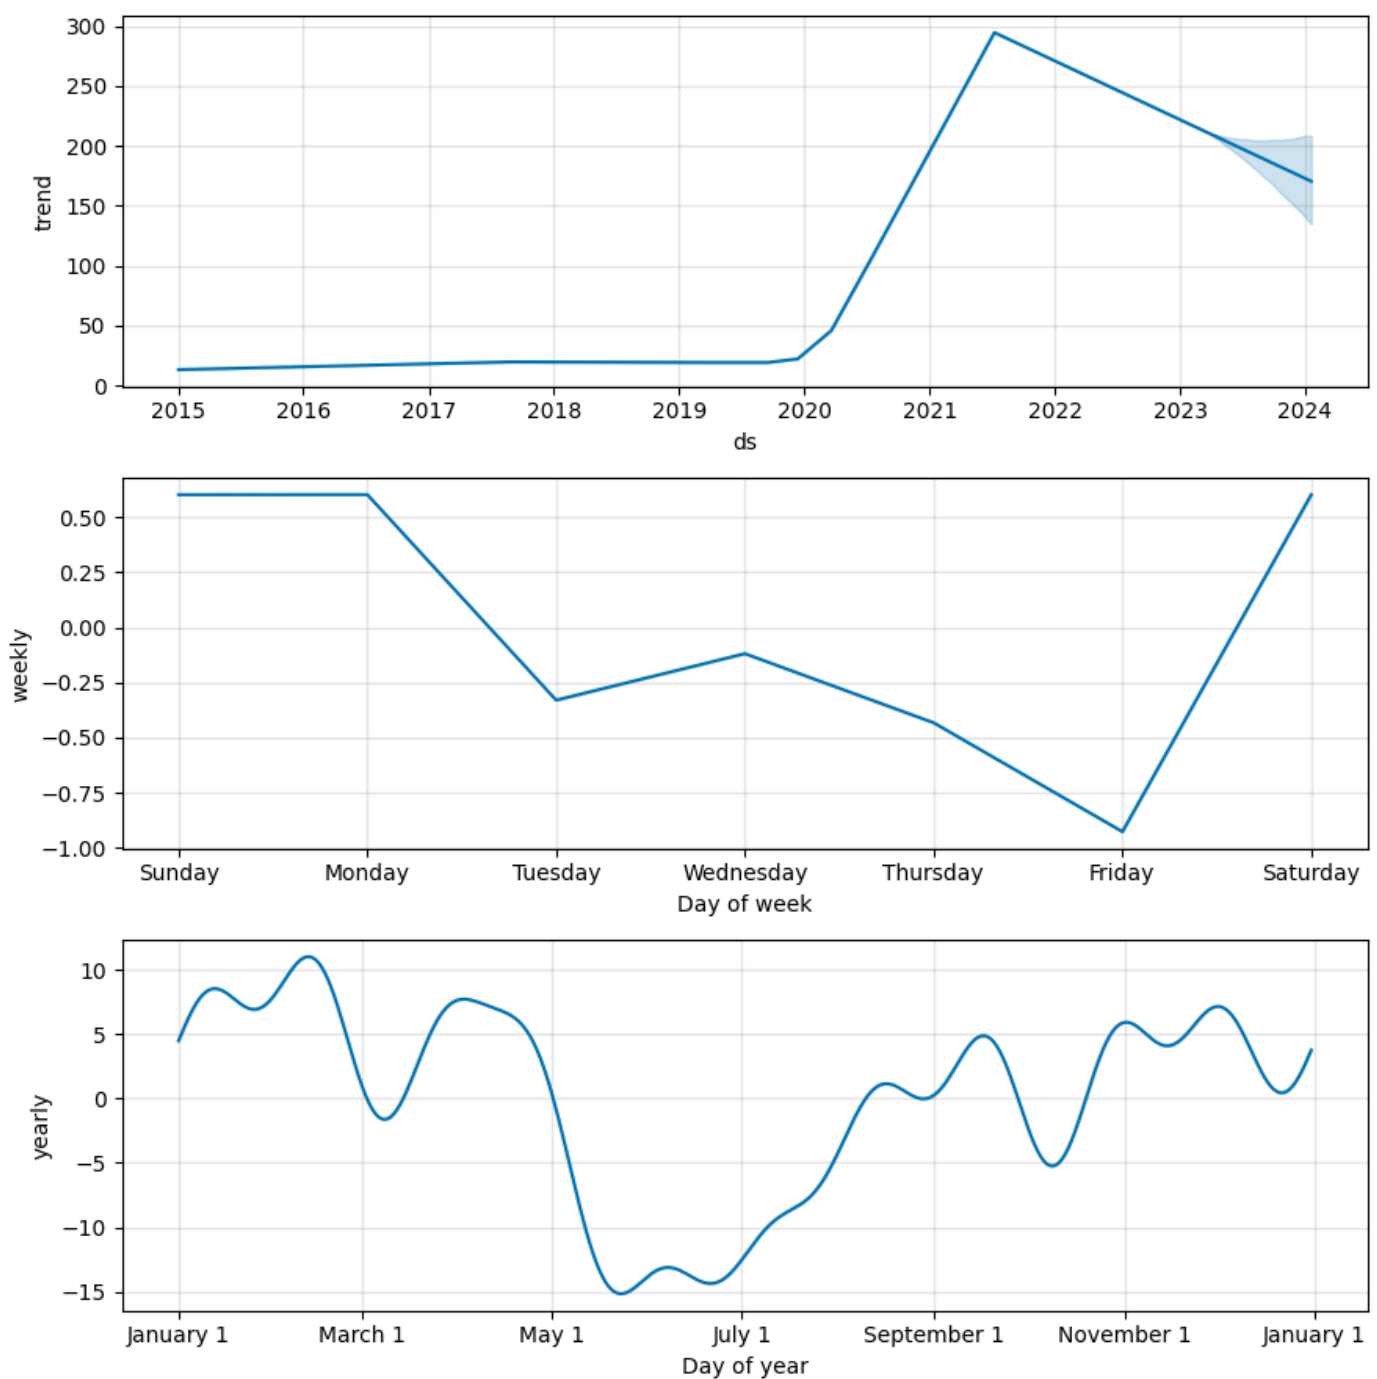 300
250
200
150
100
50
0
trend
2015 2016 2017 2018 2019 2020 2021 2022 2023 2024
ds
0.50
0.25
0.00
−0.25
−0.50
−0.75
−1.00
weekly
Sunday Monday Tuesday Wednesday Thursday Friday Saturday
Day of week
10
5
0
−5
−10
−15
yearly
January 1 March 1 May 1 July 1 September 1 November 1 January 1
Day of year